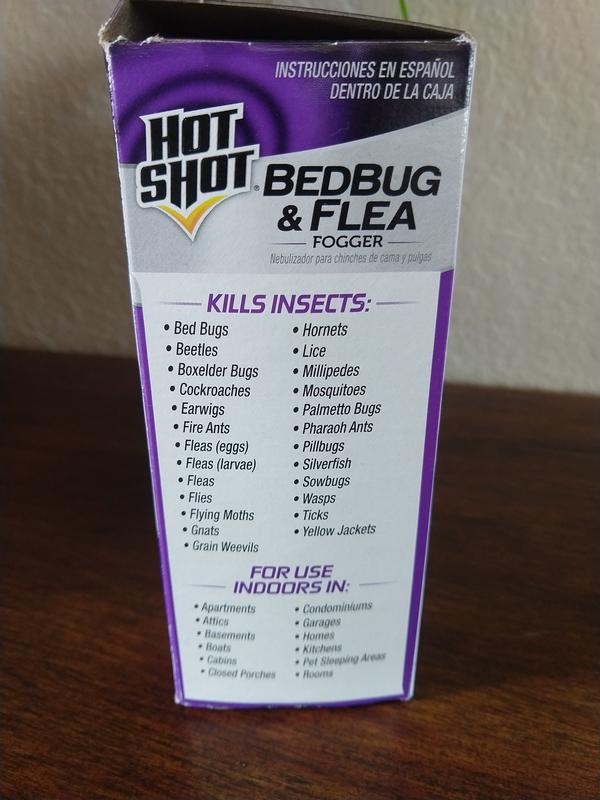 INSTRUCCIONES EN ESPAÑOL
DENTRO DE LA CAJA
HOT
SHOT®
BEDBUG
& FLEA
FOGGER
Nebulizador para chinches de cama y pulgas
KILLS INSECTS:
• Bed Bugs
• Beetles
• Boxelder Bugs
• Cockroaches
• Earwigs
• Fire Ants
• Fleas (eggs)
• Fleas (larvae)
• Fleas
• Flies
• Flying Moths
• Gnats
• Grain Weevils
• Hornets
• Lice
• Millipedes
• Mosquitoes
• Palmetto Bugs
• Pharaoh Ants
• Pillbugs
• Silverfish
• Sowbugs
• Wasps
• Ticks
• Yellow Jackets
FOR USE
INDOORS IN:
• Apartments
• Attics
• Basements
• Boats
• Cabins
• Closed Porches
• Condominiums
• Garages
• Homes
• Kitchens
• Pet Sleeping Areas
• Rooms